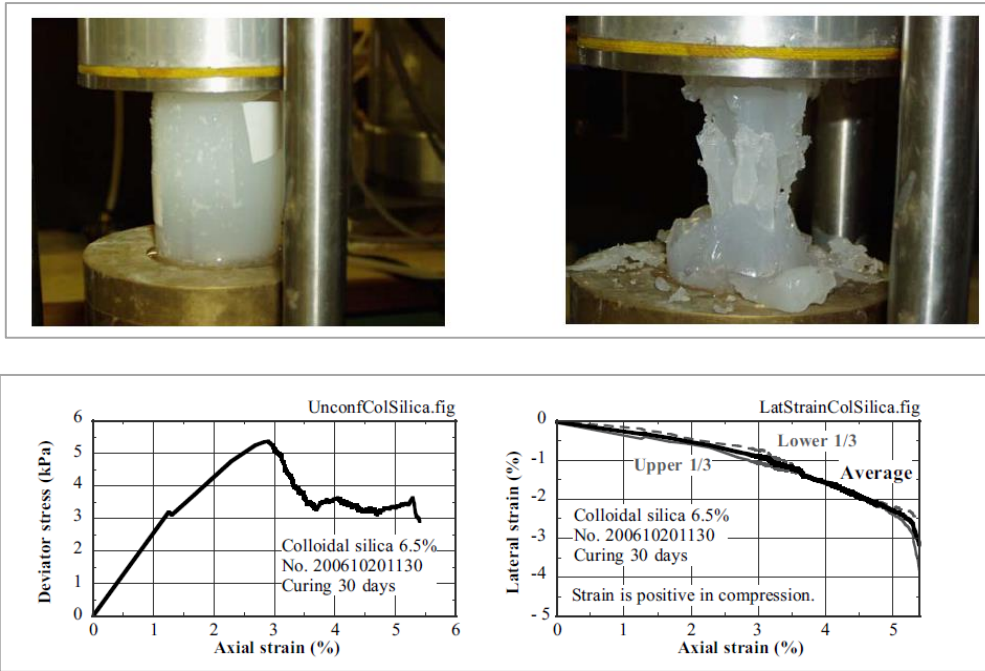 UnconfColSilica.fig
6
5
4
3
2
1
0
Deviator stress (kPa)
Colloidal silica 6.5%
No. 200610201130
Curing 30 days
0 1 2 3 4 5 6
Axial strain (%)
LatStrainColSilica.fig
0
-1
-2
-3
-4
-5
Lateral strain (%)
Lower 1/3
Upper 1/3
Average
Colloidal silica 6.5%
No. 200610201130
Curing 30 days
Strain is positive in compression.
0 1 2 3 4 5
Axial strain (%)